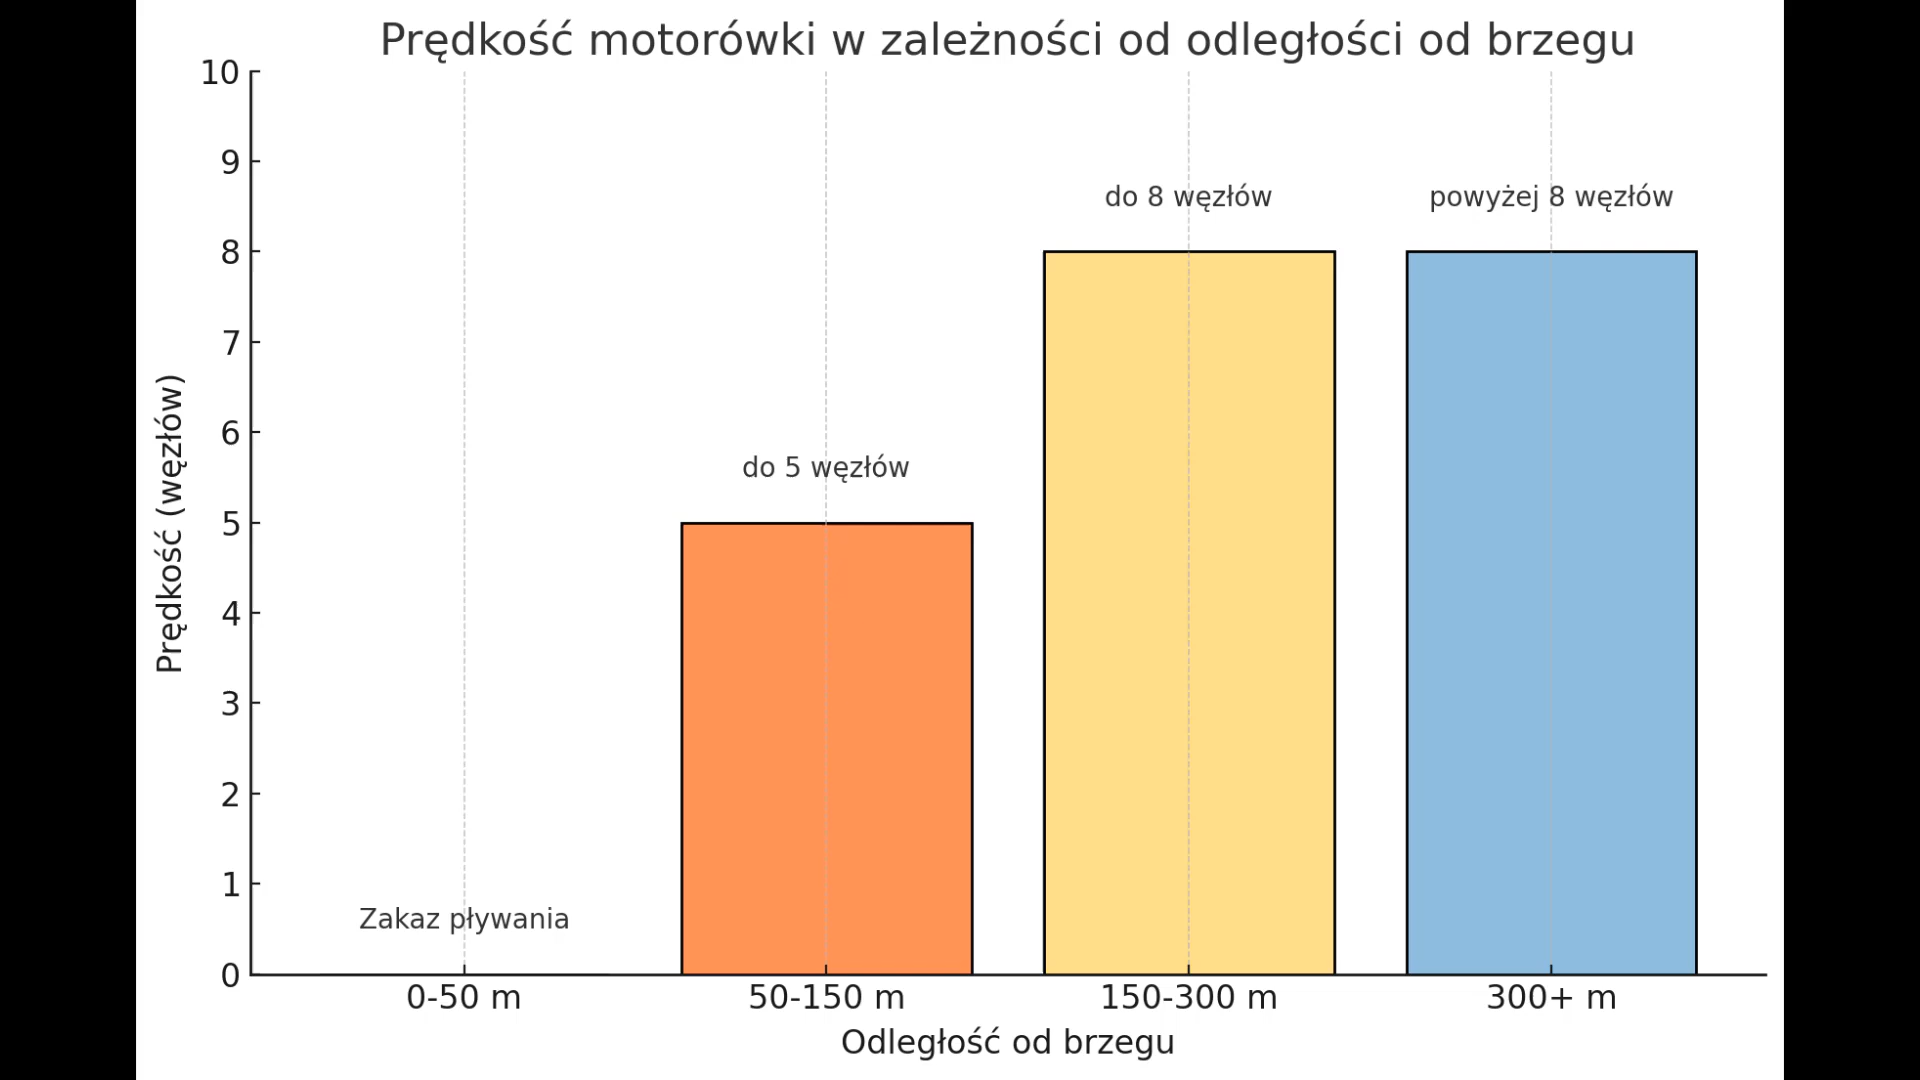 Prędkość motorówki w zależności od odległości od brzegu
10
9
8
7
6
5
4
3
2
1
0
Prędkość (węzłów)
Zakaz pływania
do 5 węzłów
do 8 węzłów
powyżej 8 węzłów
0-50 m
50-150 m
150-300 m
300+ m
Odległość od brzegu